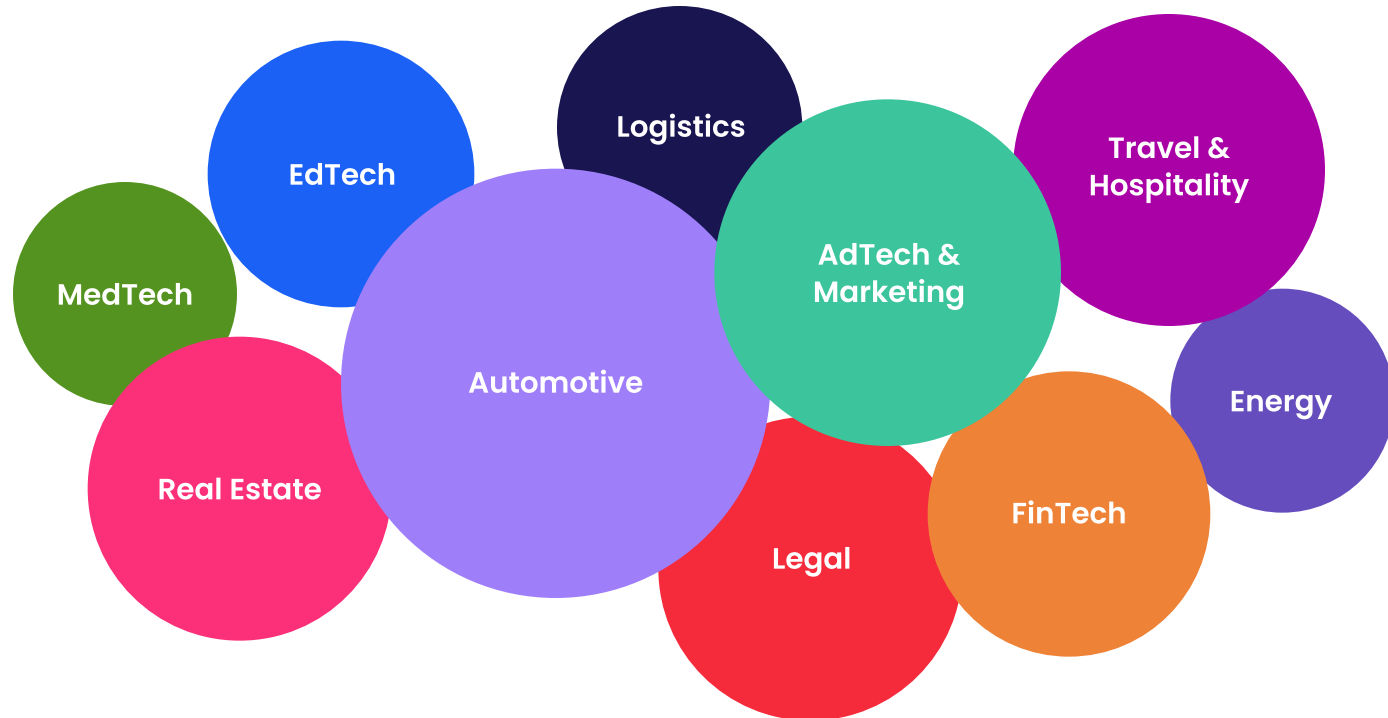 Logistics
Travel &
Hospitality
EdTech
AdTech &
Marketing
MedTech
Automotive
Energy
Real Estate
FinTech
Legal